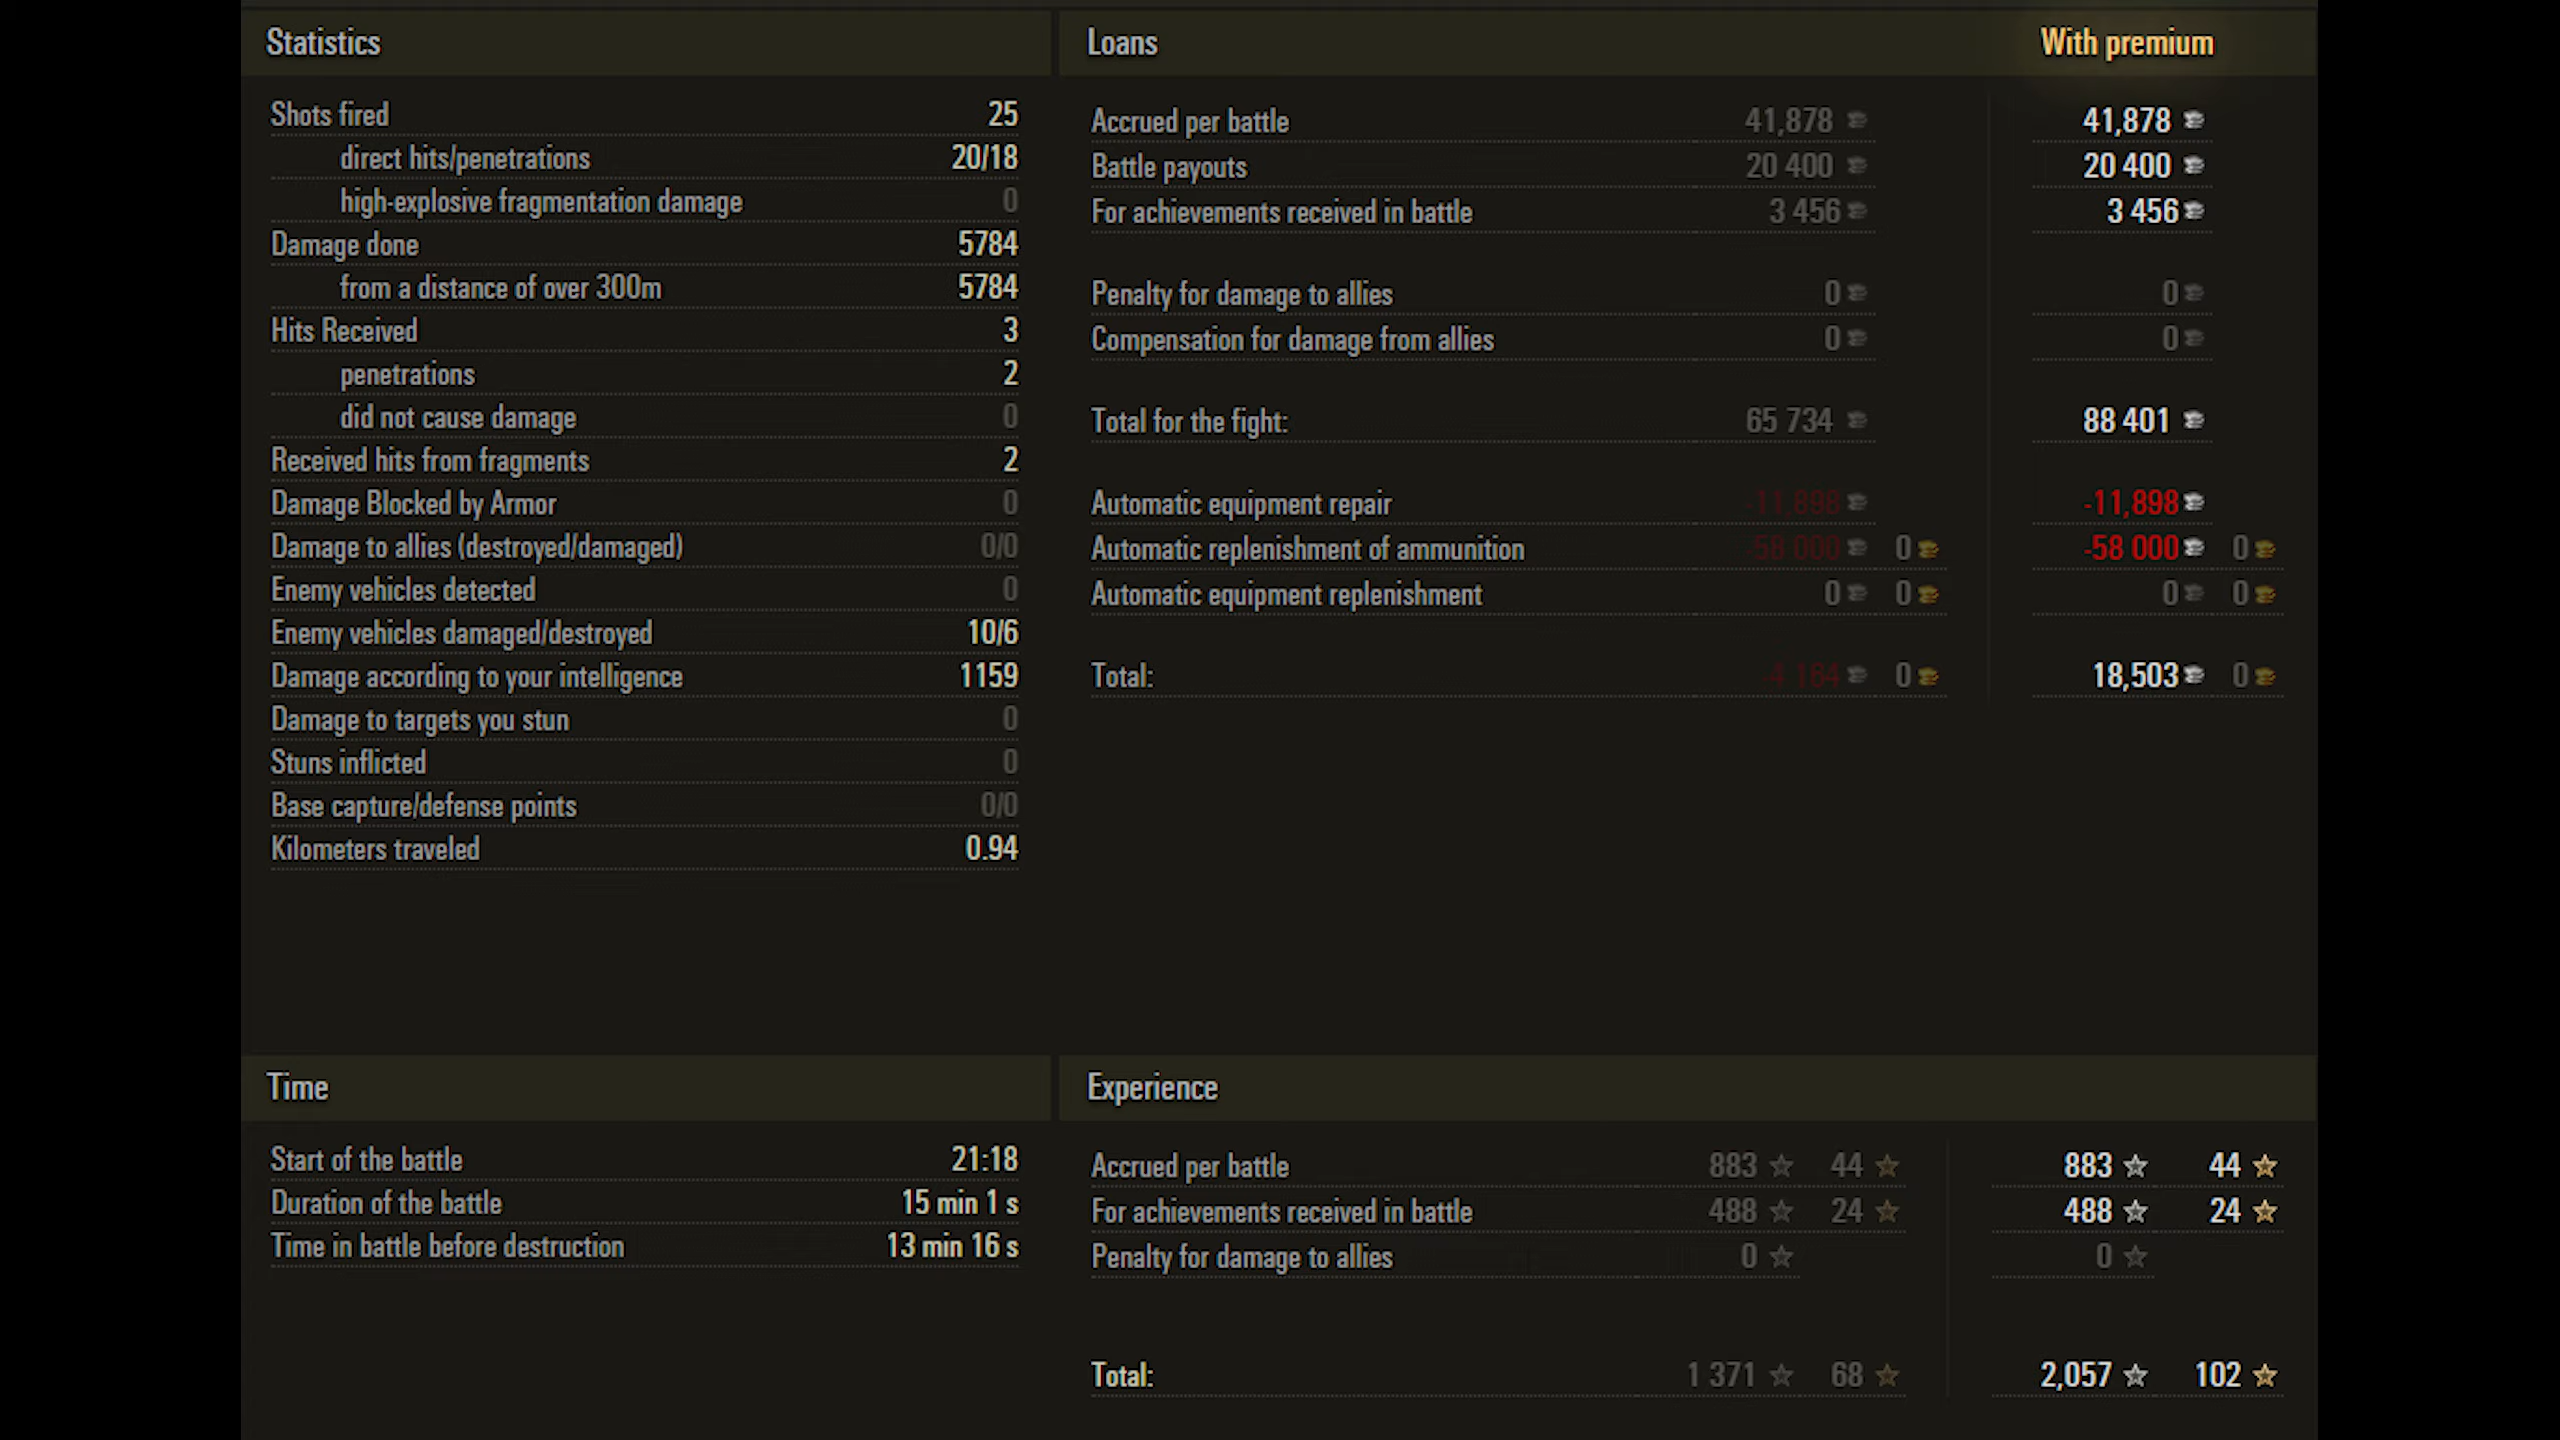 Statistics
Shots fired 25
direct hits/penetrations 20/18
high-explosive fragmentation damage 0
Damage done 5784
from a distance of over 300m 5784
Hits Received 3
penetrations 2
did not cause damage 0
Received hits from fragments 2
Damage Blocked by Armor 0
Damage to allies (destroyed/damaged) 0/0
Enemy vehicles detected 0
Enemy vehicles damaged/destroyed 10/6
Damage according to your intelligence 1159
Damage to targets you stun 0
Stuns inflicted 0
Base capture/defense points 0/0
Kilometers traveled 0.94
Loans With premium
Accrued per battle 41,878 41,878
Battle payouts 20 400 20 400
For achievements received in battle 3 456 3 456
Penalty for damage to allies 0 0
Compensation for damage from allies 0 0
Total for the fight: 65 734 88 401
Automatic equipment repair -11,898 -11,898
Automatic replenishment of ammunition -58 000 0 -58 000 0
Automatic equipment replenishment 0 0 0 0
Total: -4 164 0 18,503 0
Time
Start of the battle 21:18
Duration of the battle 15 min 1 s
Time in battle before destruction 13 min 16 s
Experience
Accrued per battle 883 44 883 44
For achievements received in battle 488 24 488 24
Penalty for damage to allies 0 0
Total: 1 371 68 2,057 102